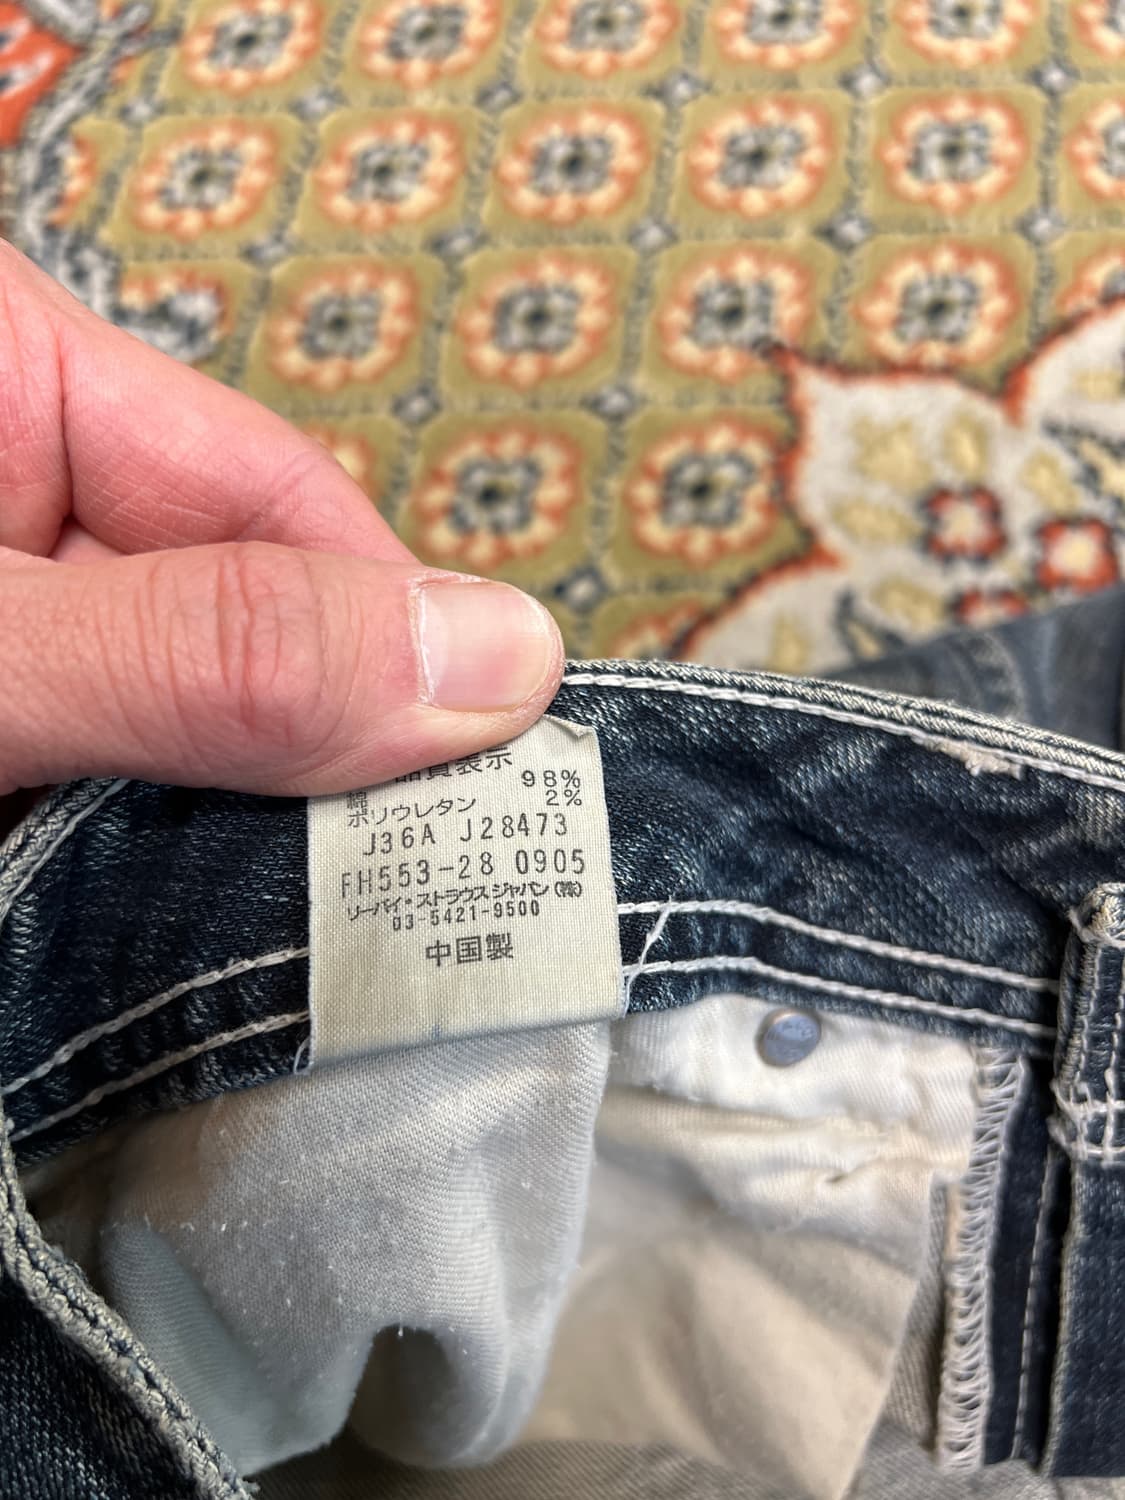 品質表示
綿 98%
ポリウレタン 2%
J36A J28473
FH553-28 0905
リーバイ・ストラウスジャパン(株)
03-5421-9500
中国製